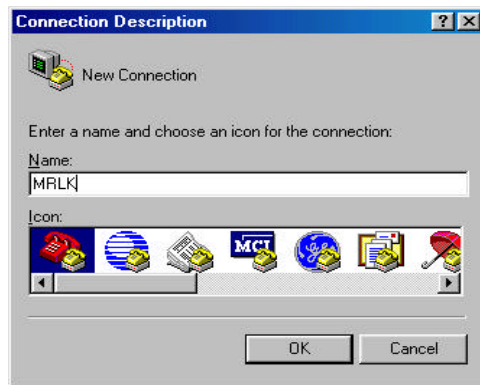 Connection Description
New Connection
Enter a name and choose an icon for the connection:
Name:
MRLK
Icon:
MCI
OK
Cancel